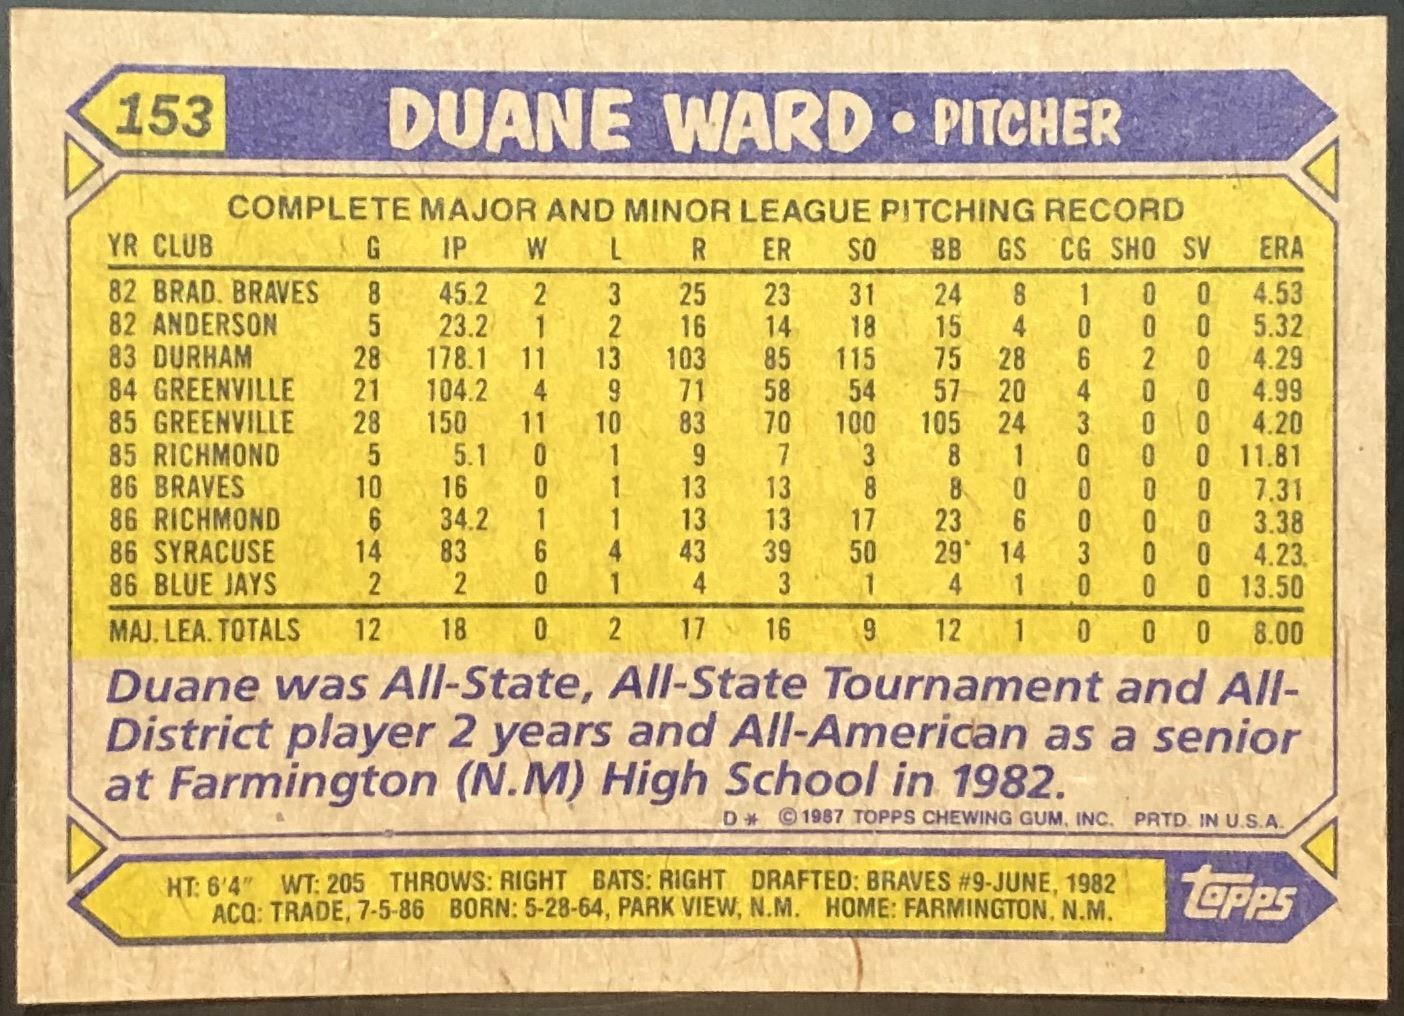 153 DUANE WARD • PITCHER
COMPLETE MAJOR AND MINOR LEAGUE PITCHING RECORD
YR CLUB G IP W L R ER SO BB GS CG SHO SV ERA
82 BRAD. BRAVES 8 45.2 2 3 25 23 31 24 8 1 0 0 4.53
82 ANDERSON 5 23.2 1 2 16 14 18 15 4 0 0 0 5.32
83 DURHAM 28 178.1 11 13 103 85 115 75 28 6 2 0 4.29
84 GREENVILLE 21 104.2 4 9 71 58 54 57 20 4 0 0 4.99
85 GREENVILLE 28 150 11 10 83 70 100 105 24 3 0 0 4.20
85 RICHMOND 5 5.1 0 1 9 7 3 8 1 0 0 0 11.81
86 BRAVES 10 16 0 1 13 13 8 8 0 0 0 0 7.31
86 RICHMOND 6 34.2 1 1 13 13 17 23 6 0 0 0 3.38
86 SYRACUSE 14 83 6 4 43 39 50 29 14 3 0 0 4.23
86 BLUE JAYS 2 2 0 1 4 3 1 4 1 0 0 0 13.50
MAJ. LEA. TOTALS 12 18 0 2 17 16 9 12 1 0 0 0 8.00
Duane was All-State, All-State Tournament and All-
District player 2 years and All-American as a senior
at Farmington (N.M) High School in 1982.
D* ©1987 TOPPS CHEWING GUM, INC. PRTD. IN U.S.A.
HT: 6'4" WT: 205 THROWS: RIGHT BATS: RIGHT DRAFTED: BRAVES #9-JUNE, 1982
ACQ: TRADE, 7-5-86 BORN: 5-28-64, PARK VIEW, N.M. HOME: FARMINGTON, N.M.
topps